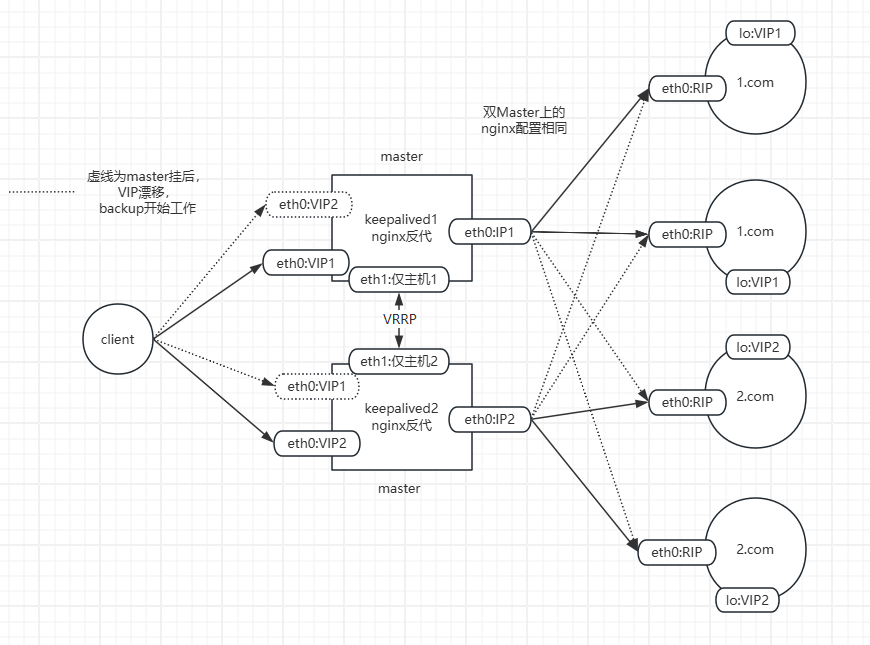 lo:VIP1
eth0:RIP
1.com
双Master上的
nginx配置相同
master
虚线为master挂后，
VIP漂移，
backup开始工作
eth0:VIP2
keepalived1
nginx反代
eth0:IP1
eth0:RIP
1.com
eth0:VIP1
eth1:仅主机1
lo:VIP1
VRRP
client
lo:VIP2
eth1:仅主机2
eth0:VIP1
keepalived2
nginx反代
eth0:IP2
eth0:RIP
2.com
eth0:VIP2
master
eth0:RIP
2.com
lo:VIP2